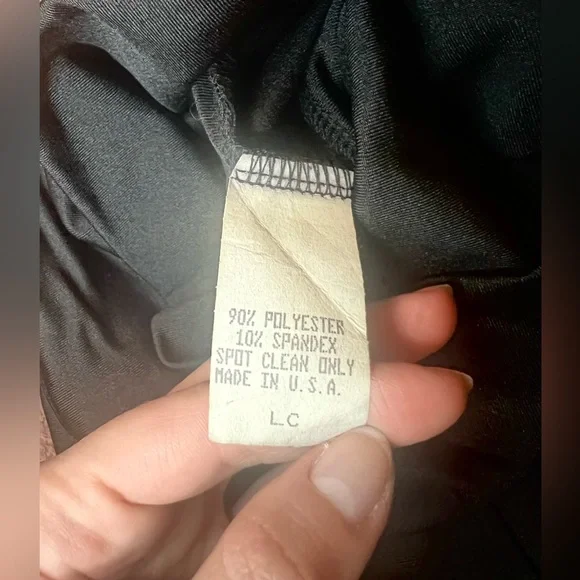 90% POLYESTER
10% SPANDEX
SPOT CLEAN ONLY
MADE IN U.S.A.
LC